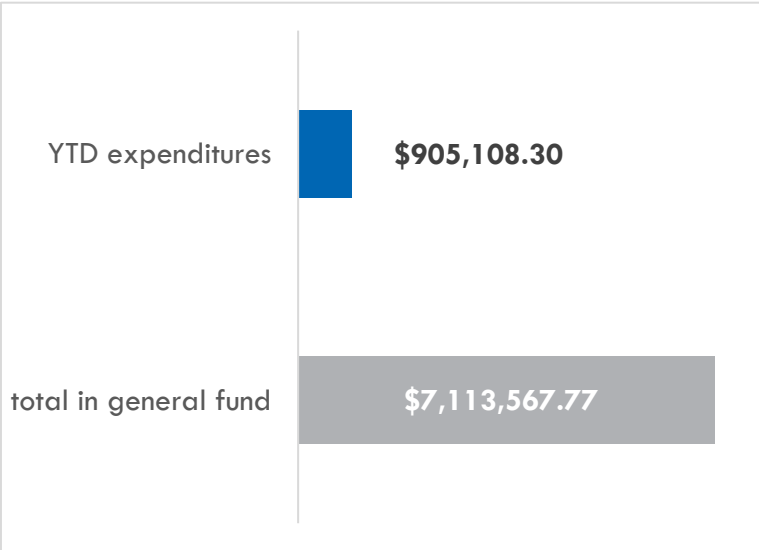 YTD expenditures
$905,108.30
total in general fund
$7,113,567.77